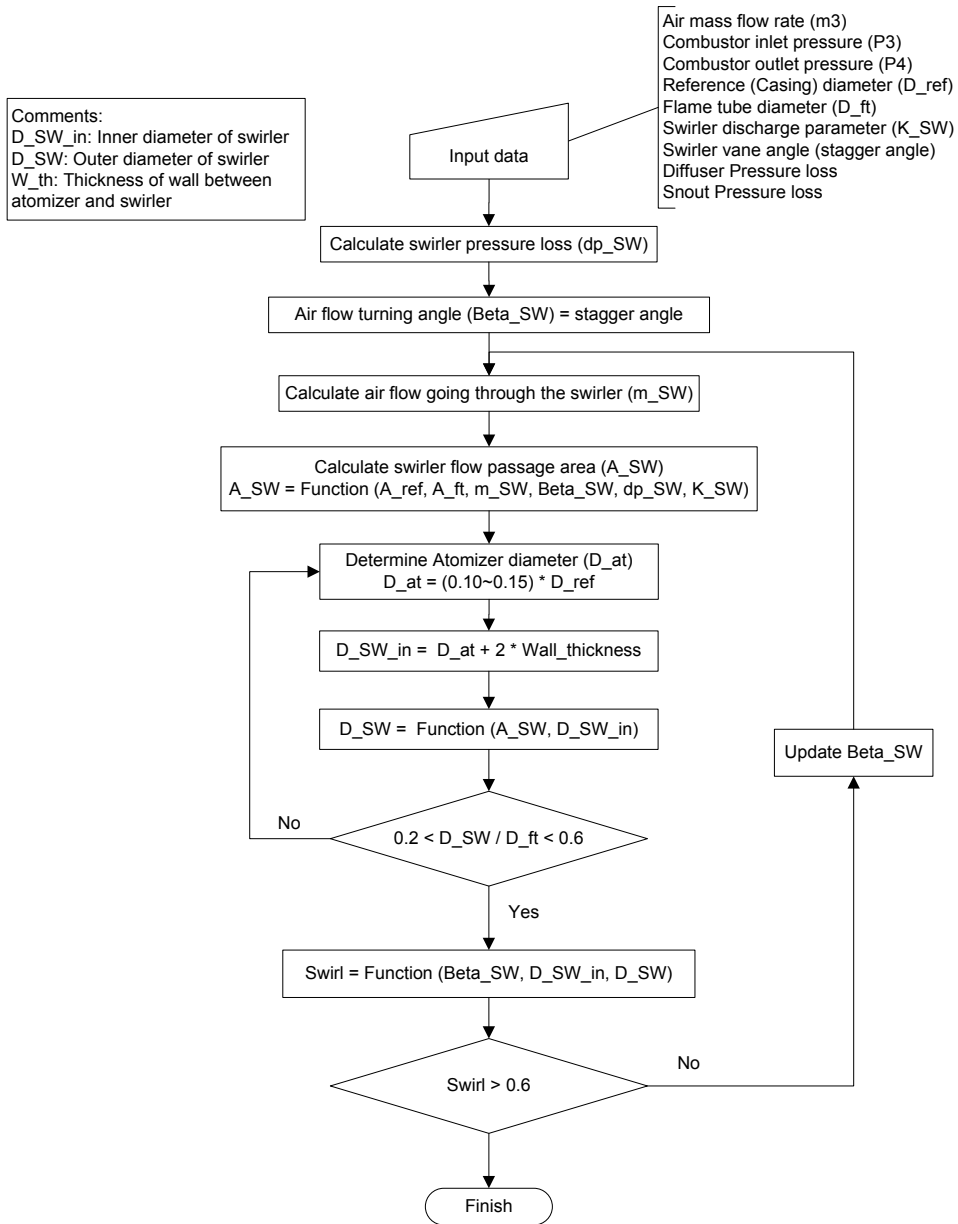 Air mass flow rate (m3)
Combustor inlet pressure (P3)
Combustor outlet pressure (P4)
Reference (Casing) diameter (D_ref)
Flame tube diameter (D_ft)
Swirler discharge parameter (K_SW)
Swirler vane angle (stagger angle)
Diffuser Pressure loss
Snout Pressure loss
Comments:
D_SW_in: Inner diameter of swirler
D_SW: Outer diameter of swirler
W_th: Thickness of wall between
atomizer and swirler
Input data
Calculate swirler pressure loss (dp_SW)
Air flow turning angle (Beta_SW) = stagger angle
Calculate air flow going through the swirler (m_SW)
Calculate swirler flow passage area (A_SW)
A_SW = Function (A_ref, A_ft, m_SW, Beta_SW, dp_SW, K_SW)
Determine Atomizer diameter (D_at)
D_at = (0.10~0.15) * D_ref
D_SW_in =  D_at + 2 * Wall_thickness
D_SW =  Function (A_SW, D_SW_in)
Update Beta_SW
No
0.2 < D_SW / D_ft < 0.6
Yes
Swirl = Function (Beta_SW, D_SW_in, D_SW)
No
Swirl > 0.6
Finish